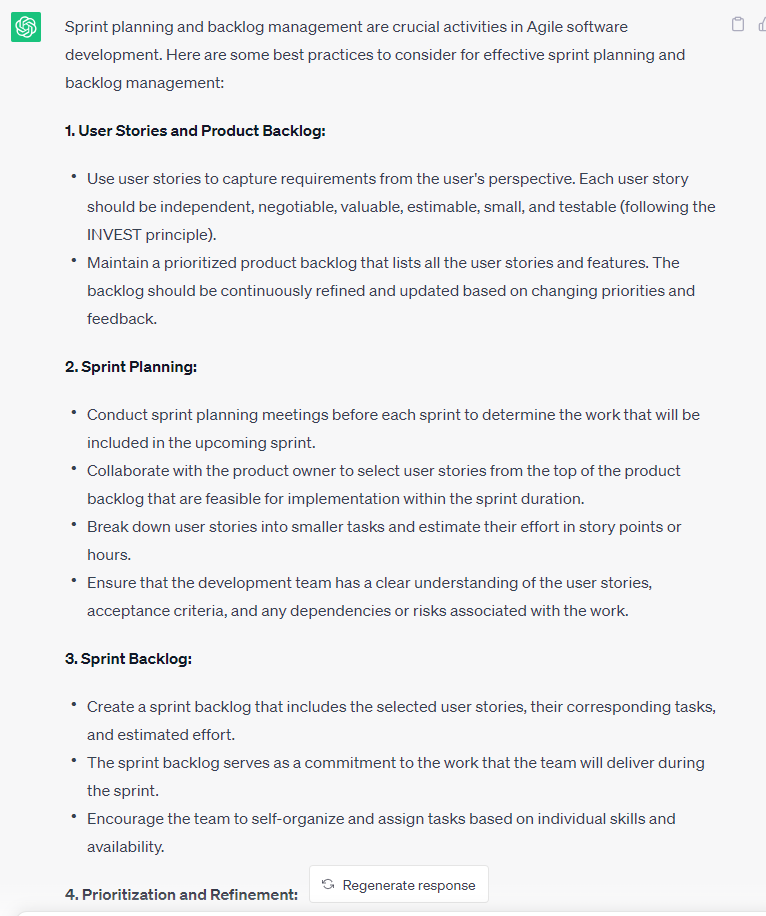 Sprint planning and backlog management are crucial activities in Agile software
development. Here are some best practices to consider for effective sprint planning and
backlog management:
1. User Stories and Product Backlog:
• Use user stories to capture requirements from the user's perspective. Each user story
should be independent, negotiable, valuable, estimable, small, and testable (following the
INVEST principle).
• Maintain a prioritized product backlog that lists all the user stories and features. The
backlog should be continuously refined and updated based on changing priorities and
feedback.
2. Sprint Planning:
• Conduct sprint planning meetings before each sprint to determine the work that will be
included in the upcoming sprint.
• Collaborate with the product owner to select user stories from the top of the product
backlog that are feasible for implementation within the sprint duration.
• Break down user stories into smaller tasks and estimate their effort in story points or
hours.
• Ensure that the development team has a clear understanding of the user stories,
acceptance criteria, and any dependencies or risks associated with the work.
3. Sprint Backlog:
• Create a sprint backlog that includes the selected user stories, their corresponding tasks,
and estimated effort.
• The sprint backlog serves as a commitment to the work that the team will deliver during
the sprint.
• Encourage the team to self-organize and assign tasks based on individual skills and
availability.
4. Prioritization and Refinement:
Regenerate response